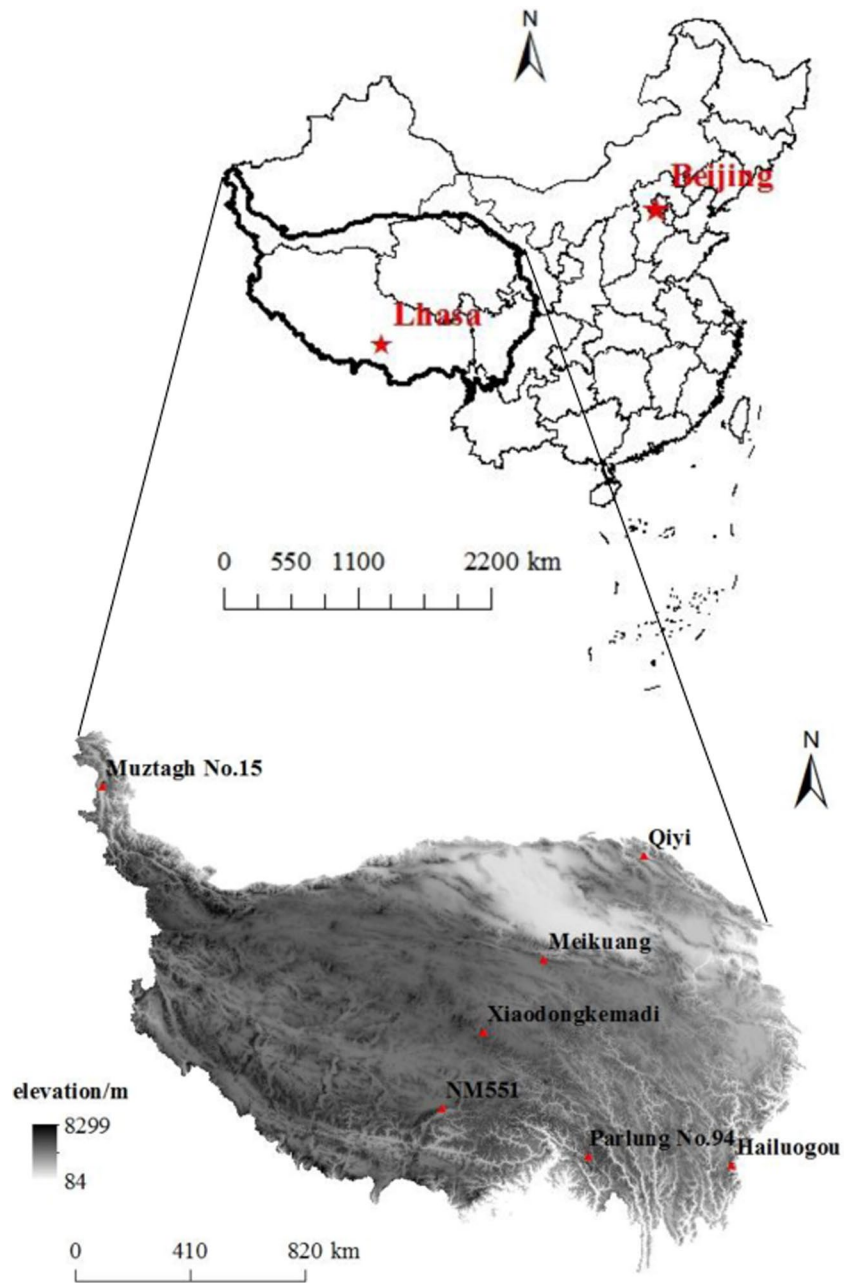 N
Beijing
Lhasa
0 550 1100 2200 km
N
Muztagh No.15
Qiyi
Meikuang
Xiaodongkemadi
NM551
elevation/m
8299
84
Parlung No.94
Hailuogou
0 410 820 km